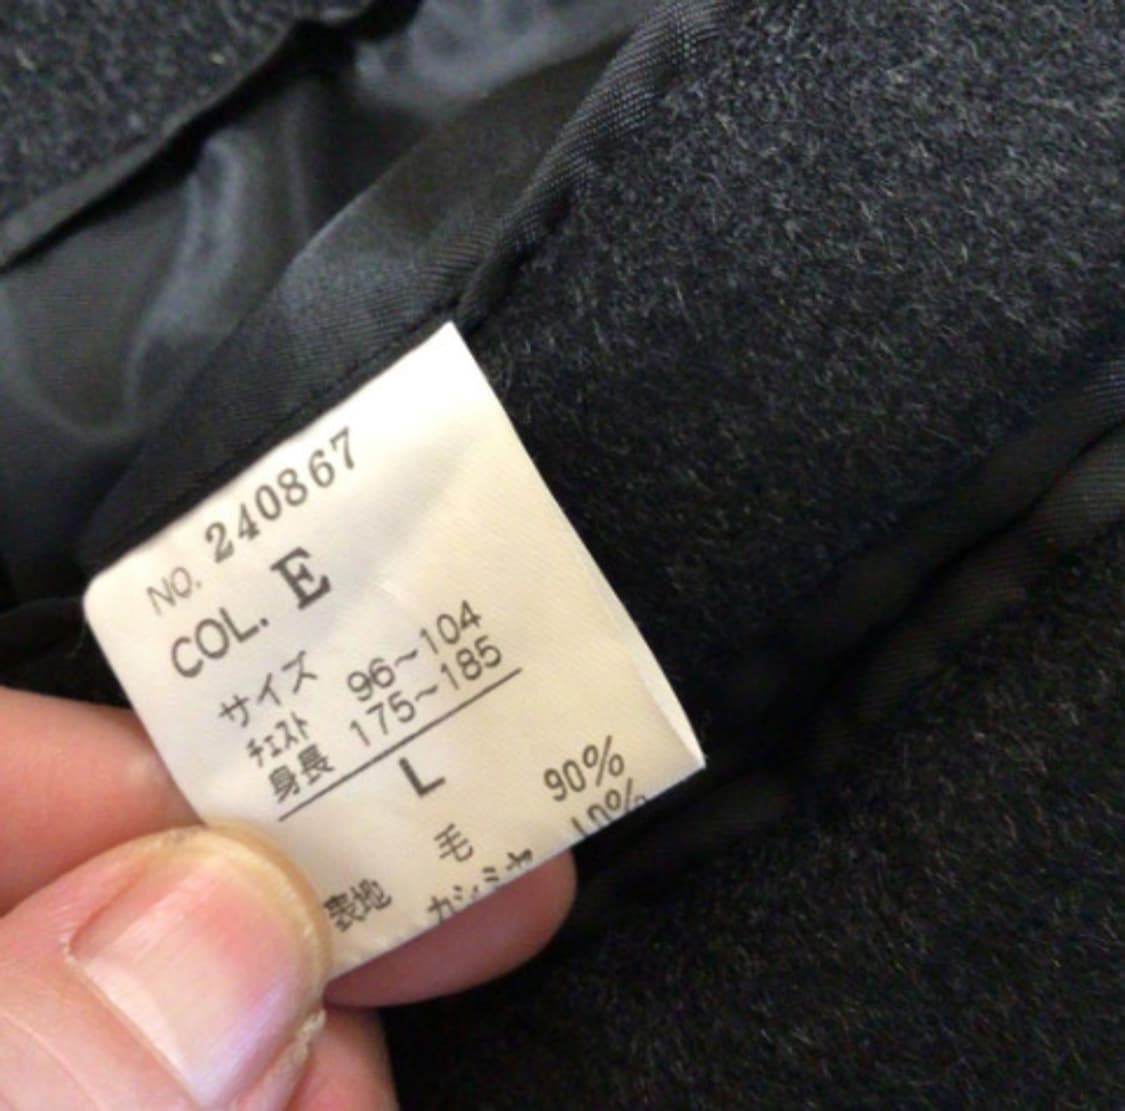 NO. 240867
COL. E
サイズ
チェスト 96〜104
身長 175〜185
L
毛 90%
表地 カシミヤ 10%